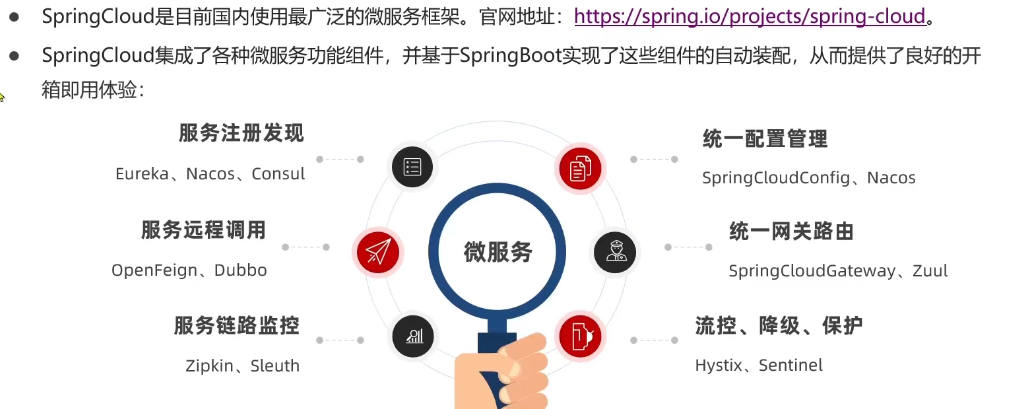 SpringCloud是目前国内使用最广泛的微服务框架。官网地址：https://spring.io/projects/spring-cloud。
SpringCloud集成了各种微服务功能组件，并基于SpringBoot实现了这些组件的自动装配，从而提供了良好的开
箱即用体验：
服务注册发现
Eureka、Nacos、Consul
服务远程调用
OpenFeign、Dubbo
服务链路监控
Zipkin、Sleuth
微服务
统一配置管理
SpringCloudConfig、Nacos
统一网关路由
SpringCloudGateway、Zuul
流控、降级、保护
Hystix、Sentinel